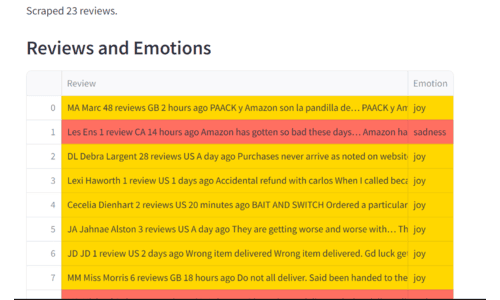 Scraped 23 reviews.
Reviews and Emotions
Review Emotion
0 MA Marc 48 reviews GB 2 hours ago PAACK y Amazon son la pandilla de... PAACK y Am joy
1 Les Ens 1 review CA 14 hours ago Amazon has gotten so bad these days... Amazon ha sadness
2 DL Debra Largent 28 reviews US A day ago Purchases never arrive as noted on website joy
3 Lexi Haworth 1 review US 1 days ago Accidental refund with carlos When I called beca joy
4 Cecelia Dienhart 2 reviews US 20 minutes ago BAIT AND SWITCH Ordered a particular joy
5 JA Jahnae Alston 3 reviews US A day ago They are getting worse and worse with... Th joy
6 JD JD 1 review US 2 days ago Wrong item delivered Wrong item delivered. Gd luck ge joy
7 MM Miss Morris 6 reviews GB 18 hours ago Do not all deliver. Said been handed to the joy